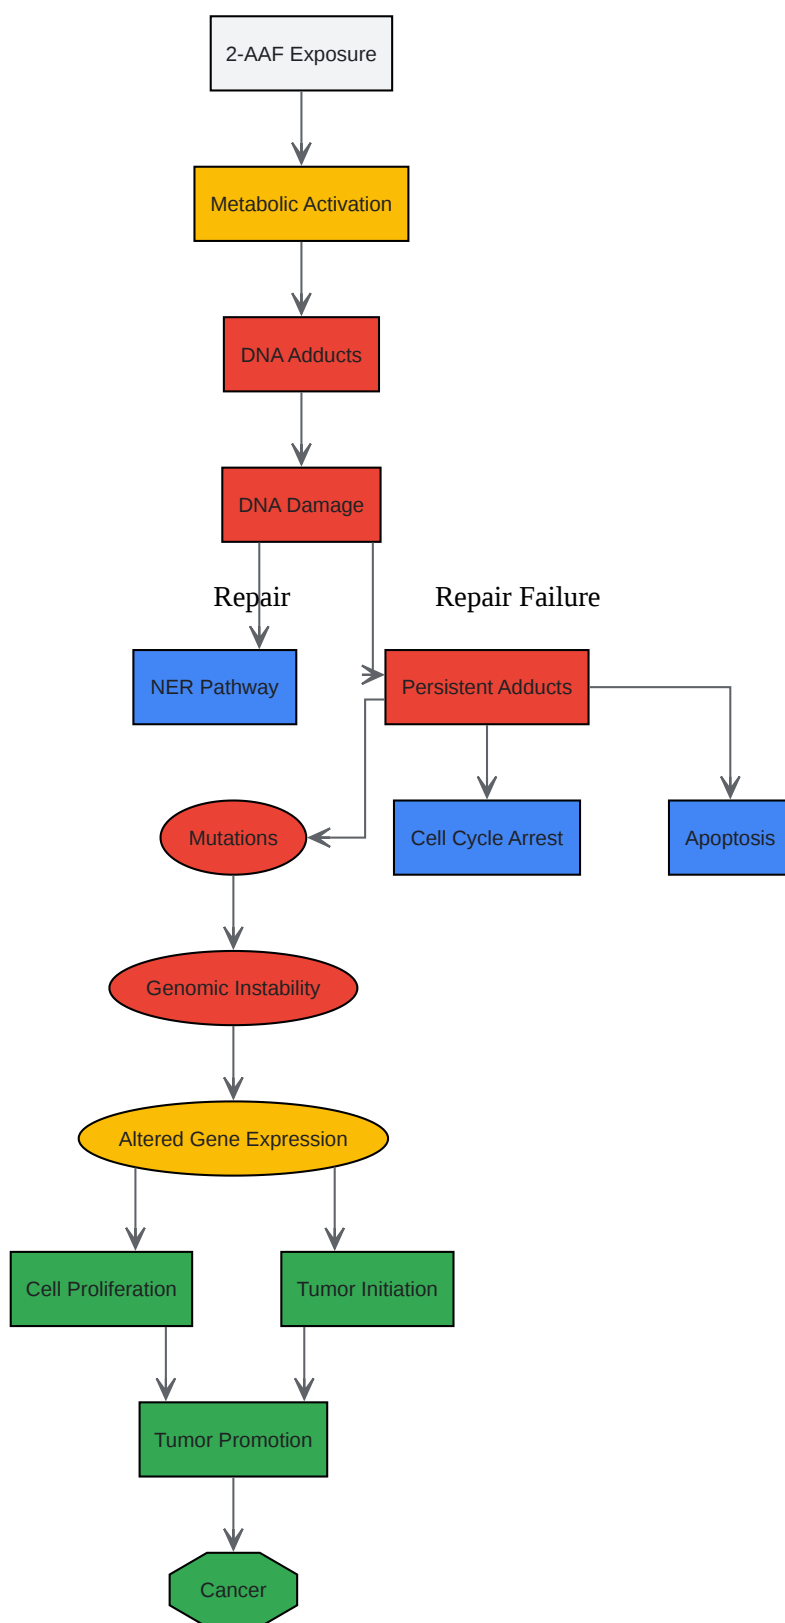 2-AAF Exposure
Metabolic Activation
DNA Adducts
DNA Damage
Repair
Repair Failure
NER Pathway
Persistent Adducts
Mutations
Cell Cycle Arrest
Apoptosis
Genomic Instability
Altered Gene Expression
Cell Proliferation
Tumor Initiation
Tumor Promotion
Cancer